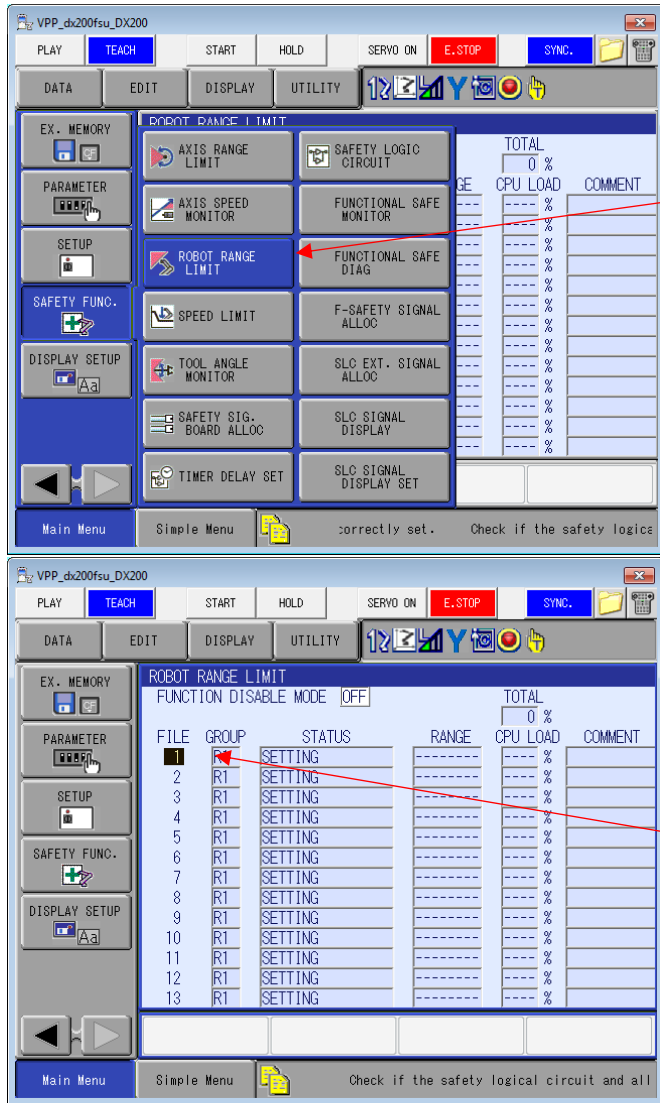 VPP_dx200fsu_DX200
PLAY TEACH START HOLD SERVO ON E.STOP SYNC.
DATA EDIT DISPLAY UTILITY
EX. MEMORY
CF
PARAMETER
SETUP
SAFETY FUNC.
DISPLAY SETUP
Aa
ROBOT RANGE LIMIT
AXIS RANGE
LIMIT
SAFETY LOGIC
CIRCUIT
AXIS SPEED
MONITOR
FUNCTIONAL SAFE
MONITOR
ROBOT RANGE
LIMIT
FUNCTIONAL SAFE
DIAG
SPEED LIMIT
F-SAFETY SIGNAL
ALLOC
TOOL ANGLE
MONITOR
SLC EXT. SIGNAL
ALLOC
SAFETY SIG.
BOARD ALLOC
SLC SIGNAL
DISPLAY
TIMER DELAY SET
SLC SIGNAL
DISPLAY SET
TOTAL
0 %
GE CPU LOAD COMMENT
--- ---- %
--- ---- %
--- ---- %
--- ---- %
--- ---- %
--- ---- %
--- ---- %
--- ---- %
--- ---- %
--- ---- %
--- ---- %
--- ---- %
--- ---- %
Main Menu Simple Menu correctly set. Check if the safety logica
VPP_dx200fsu_DX200
PLAY TEACH START HOLD SERVO ON E.STOP SYNC.
DATA EDIT DISPLAY UTILITY
EX. MEMORY
CF
PARAMETER
SETUP
SAFETY FUNC.
DISPLAY SETUP
Aa
ROBOT RANGE LIMIT
FUNCTION DISABLE MODE OFF TOTAL
0 %
FILE GROUP STATUS RANGE CPU LOAD COMMENT
1 R1 SETTING -------- ---- %
2 R1 SETTING -------- ---- %
3 R1 SETTING -------- ---- %
4 R1 SETTING -------- ---- %
5 R1 SETTING -------- ---- %
6 R1 SETTING -------- ---- %
7 R1 SETTING -------- ---- %
8 R1 SETTING -------- ---- %
9 R1 SETTING -------- ---- %
10 R1 SETTING -------- ---- %
11 R1 SETTING -------- ---- %
12 R1 SETTING -------- ---- %
13 R1 SETTING -------- ---- %
Main Menu Simple Menu Check if the safety logical circuit and all